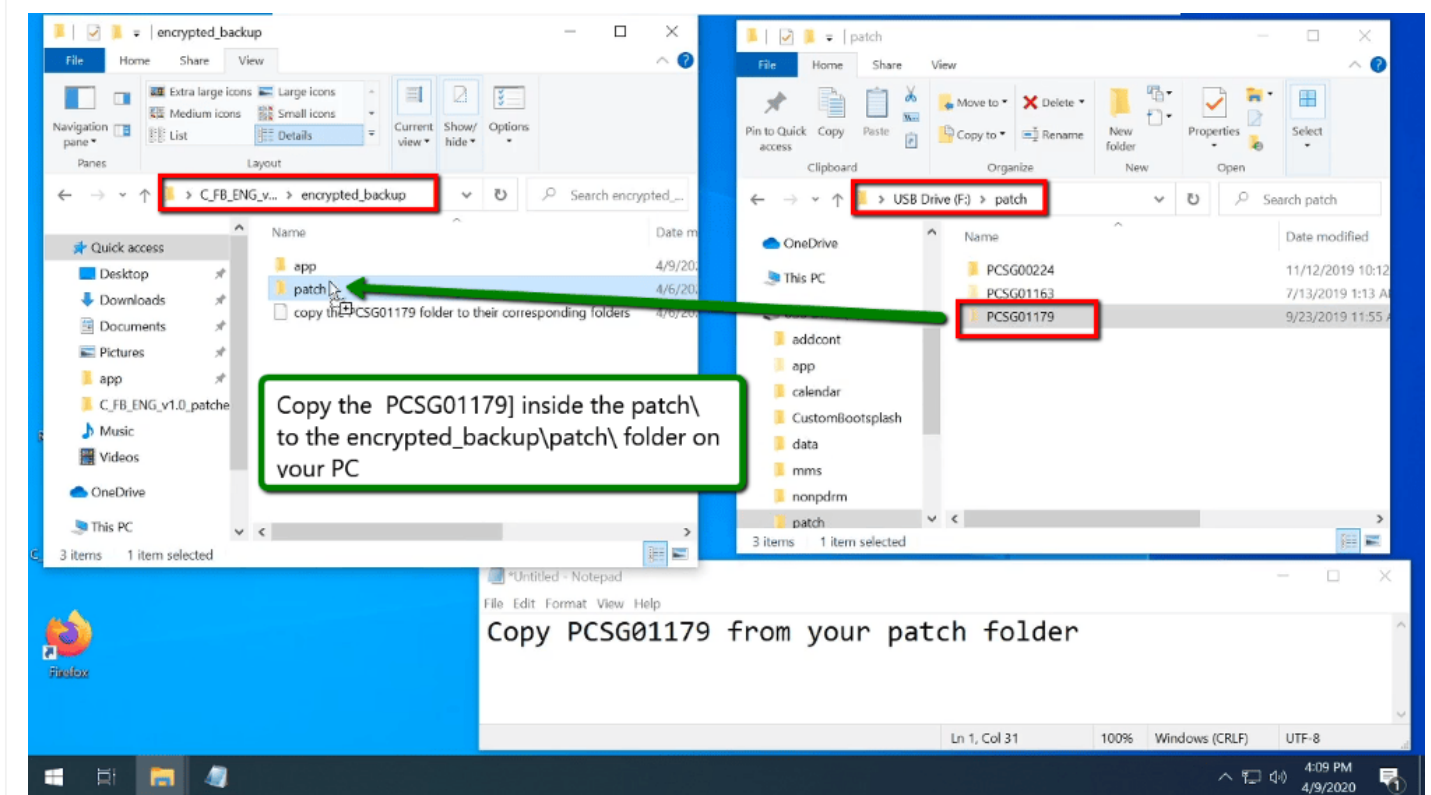 encrypted_backup
File Home Share View
Extra large icons Large icons
Medium icons Small icons
List Details
Navigation pane
Current view
Show/ hide
Options
Panes Layout
C_FB_ENG_v... > encrypted_backup
Search encrypted_...
Name Date m
Quick access
Desktop
Downloads
Documents
Pictures
app
C_FB_ENG_v1.0_patche
Music
Videos
OneDrive
This PC
app 4/9/20
patch 4/6/20
copy the PCSG01179 folder to their corresponding folders 4/6/20
3 items 1 item selected
patch
File Home Share View
Pin to Quick access
Copy
Paste
Move to
Copy to
Delete
Rename
New folder
Properties
Select
Clipboard Organize New Open
USB Drive (F:) > patch
Search patch
Name Date modified
OneDrive
This PC
addcont
app
calendar
CustomBootsplash
data
mms
nonpdrm
patch
PCSG00224 11/12/2019 10:12
PCSG01163 7/13/2019 1:13 A
PCSG01179 9/23/2019 11:55
3 items 1 item selected
Copy the PCSG01179] inside the patch\
to the encrypted_backup\patch\ folder on
your PC
*Untitled - Notepad
File Edit Format View Help
Copy PCSG01179 from your patch folder
Ln 1, Col 31 100% Windows (CRLF) UTF-8
Firefox
4:09 PM
4/9/2020
1